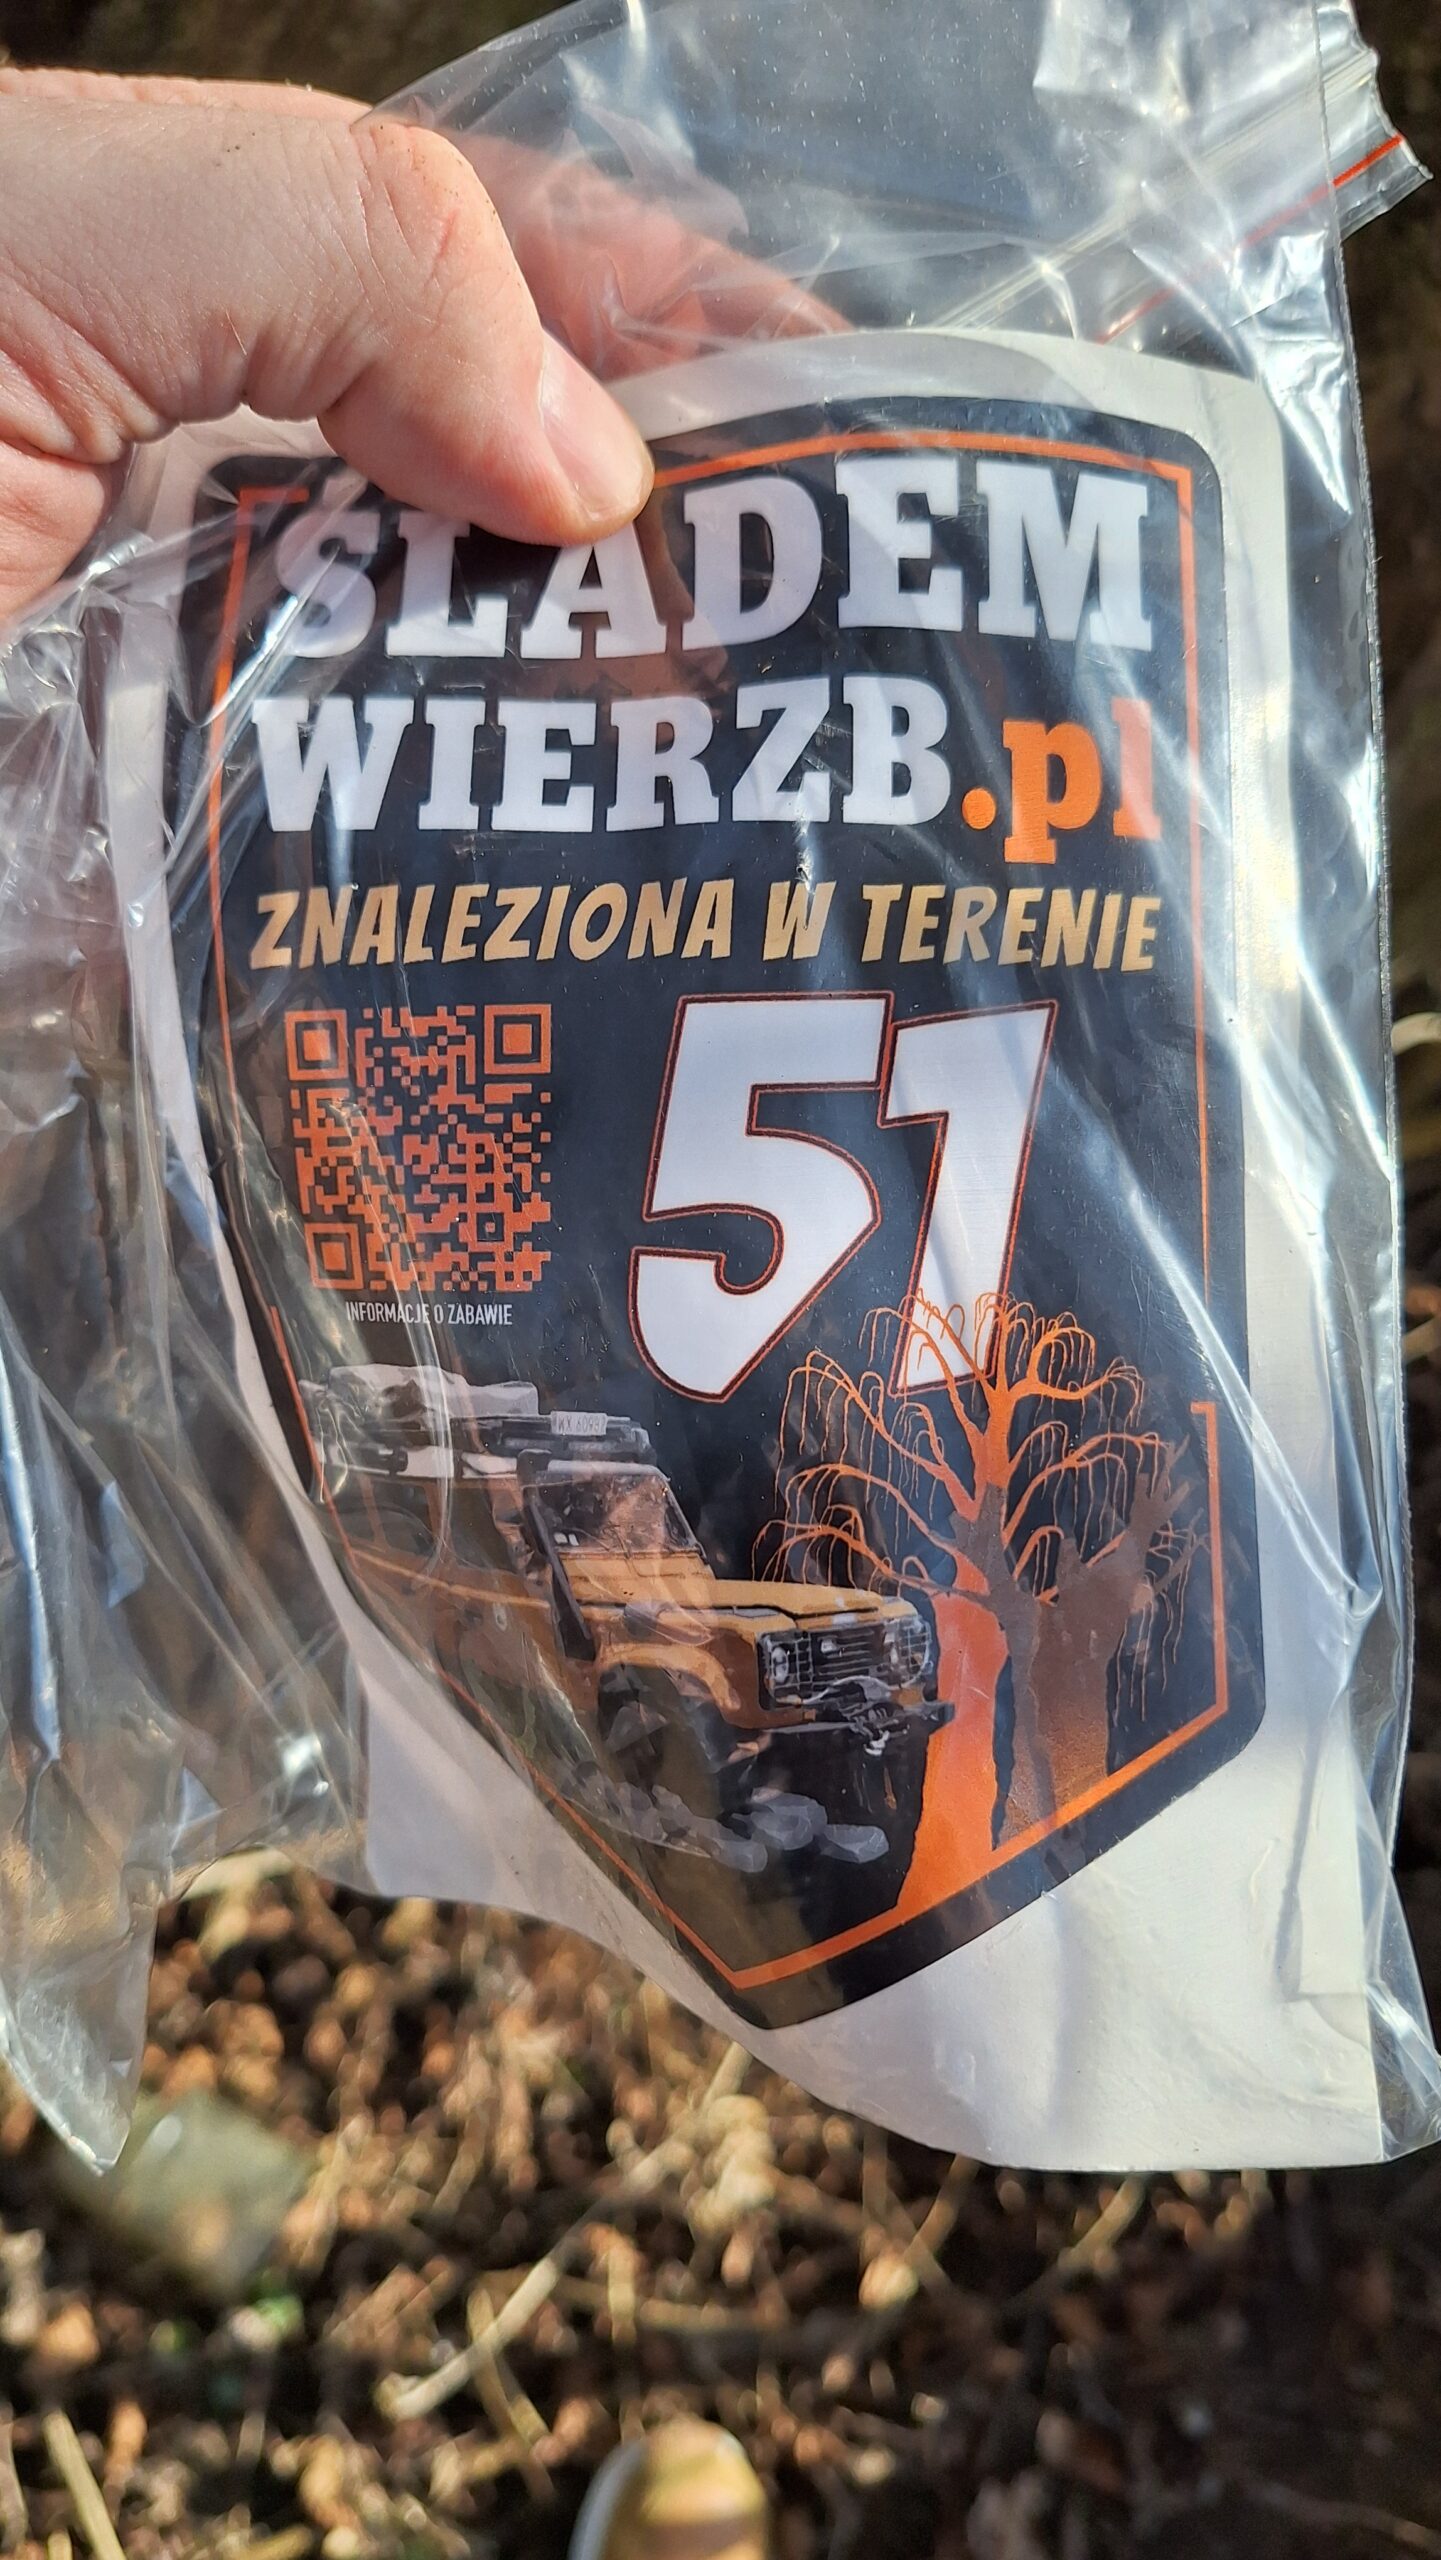 ŚLADEM
WIERZB.pl
ZNALEZIONA W TERENIE
51
INFORMACJE O ZABAWIE